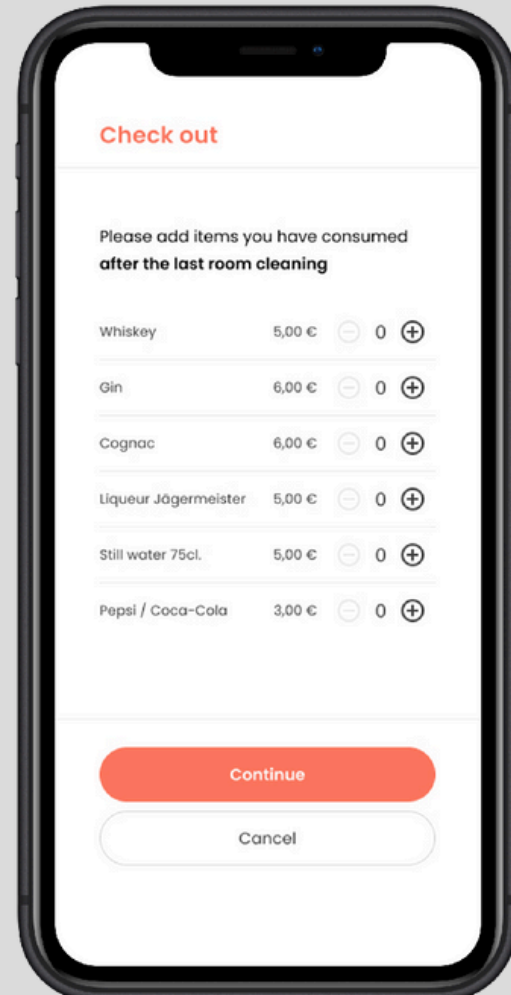 Check out
Please add items you have consumed
after the last room cleaning
Whiskey 5,00 € 0
Gin 6,00 € 0
Cognac 6,00 € 0
Liqueur Jägermeister 5,00 € 0
Still water 75cl. 5,00 € 0
Pepsi / Coca-Cola 3,00 € 0
Continue
Cancel